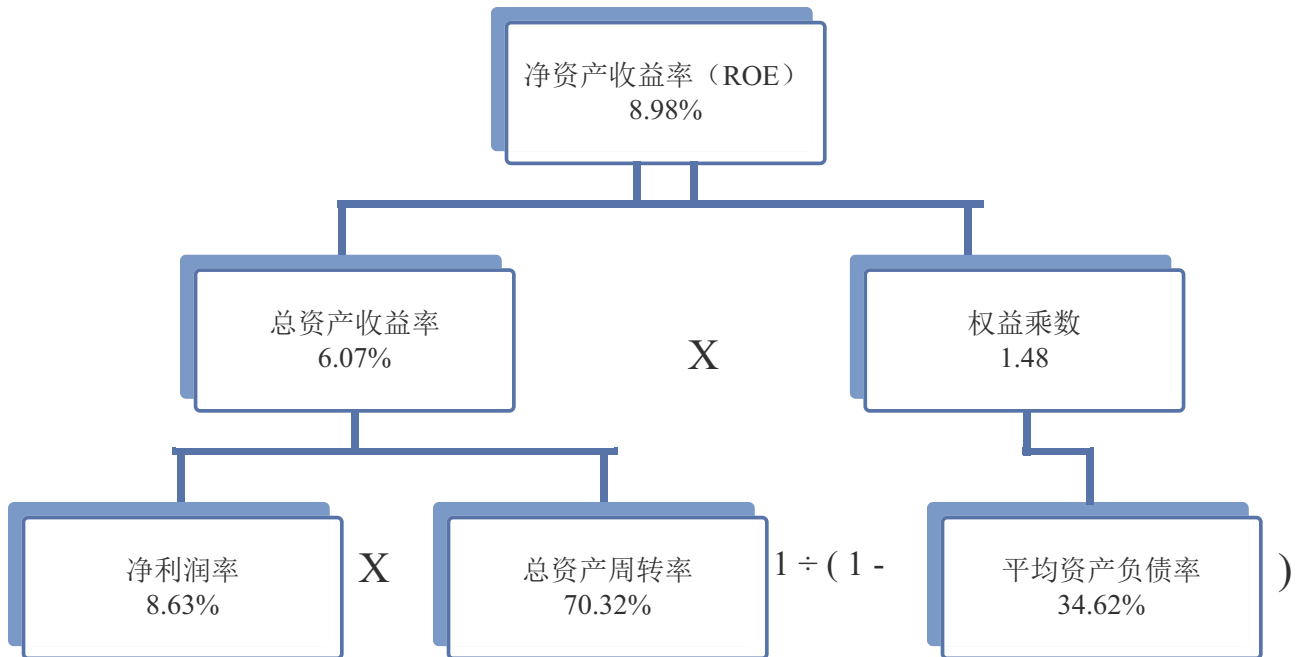 净资产收益率（ROE）
8.98%
总资产收益率
6.07%
X
权益乘数
1.48
净利润率
8.63%
X
总资产周转率
70.32%
1 ÷ ( 1 -
平均资产负债率
34.62%
)